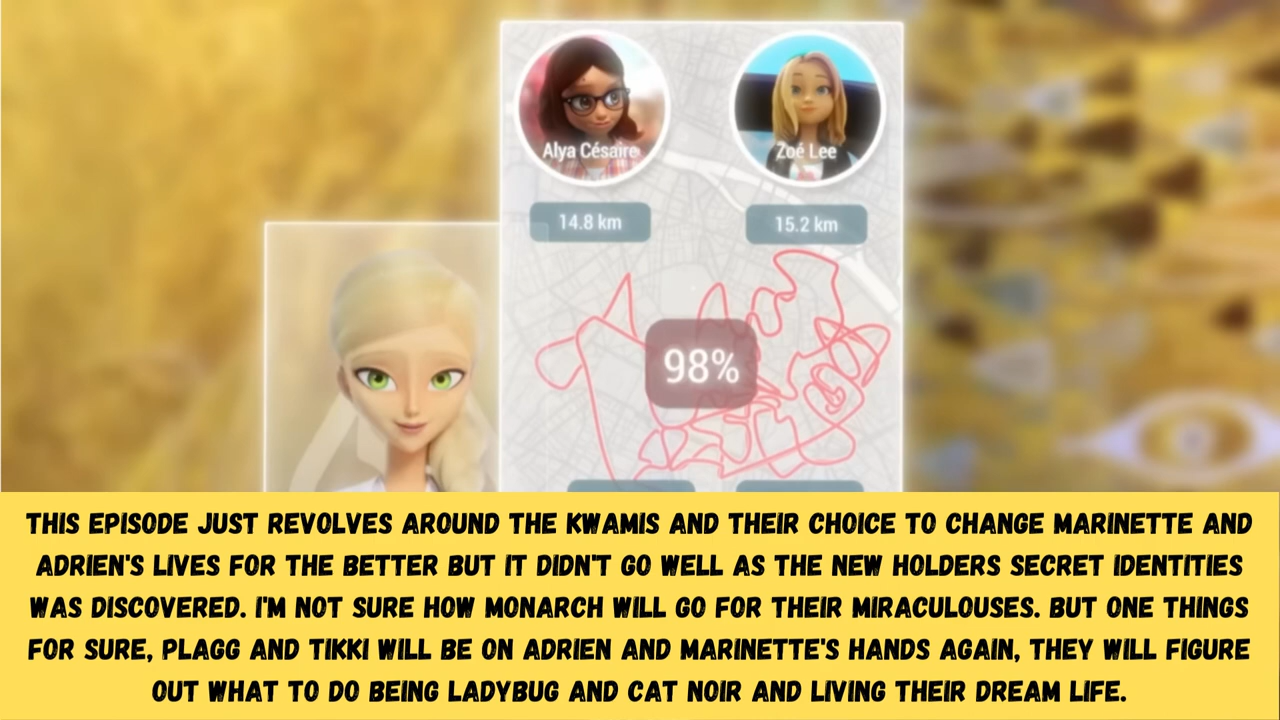 Alya Césaire
Zoé Lee
14.8 km
15.2 km
98%
THIS EPISODE JUST REVOLVES AROUND THE KWAMIS AND THEIR CHOICE TO CHANGE MARINETTE AND
ADRIEN'S LIVES FOR THE BETTER BUT IT DIDN'T GO WELL AS THE NEW HOLDERS SECRET IDENTITIES
WAS DISCOVERED. I'M NOT SURE HOW MONARCH WILL GO FOR THEIR MIRACULOUSES. BUT ONE THINGS
FOR SURE, PLAGG AND TIKKI WILL BE ON ADRIEN AND MARINETTE'S HANDS AGAIN, THEY WILL FIGURE
OUT WHAT TO DO BEING LADYBUG AND CAT NOIR AND LIVING THEIR DREAM LIFE.